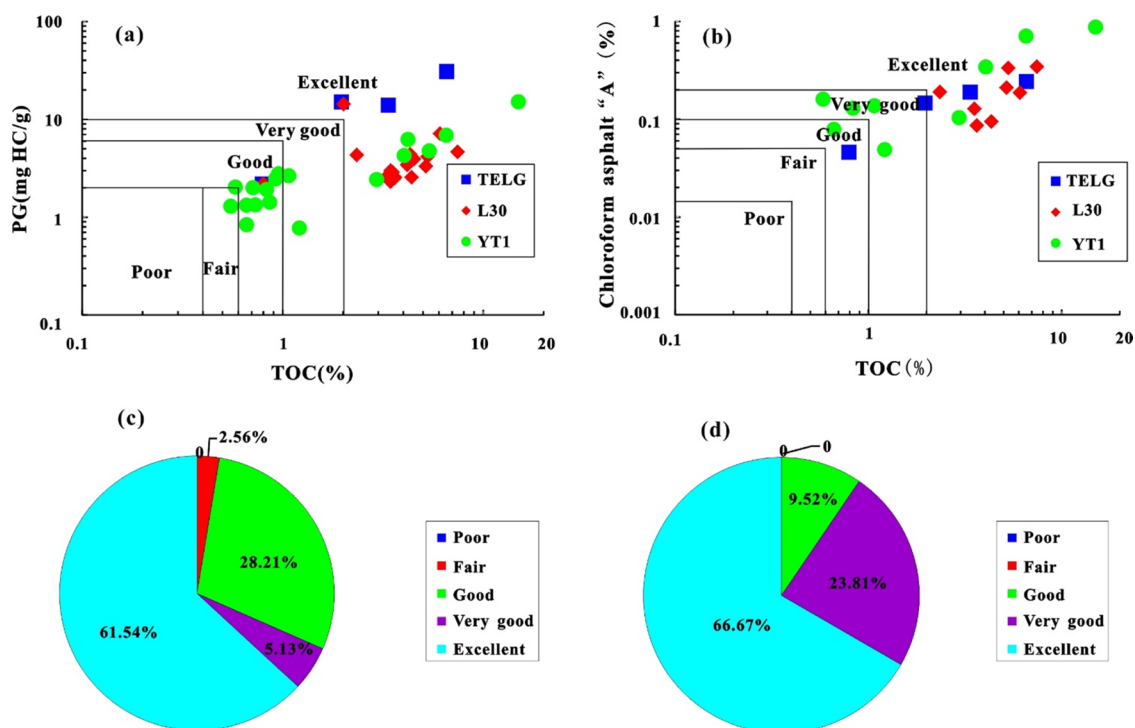 (a)
100
10
1
0.1
PG(mg HC/g)
Excellent
Very good
Good
Fair
Poor
TELG
L30
YT1
0.1
1
10
20
TOC(%)
(b)
1
0.1
0.01
0.001
Chloroform asphalt “A” (%)
Excellent
Very good
Good
Fair
Poor
TELG
L30
YT1
0.1
1
10
20
TOC(%)
(c)
0
2.56%
28.21%
5.13%
61.54%
Poor
Fair
Good
Very good
Excellent
(d)
0
0
9.52%
23.81%
66.67%
Poor
Fair
Good
Very good
Excellent